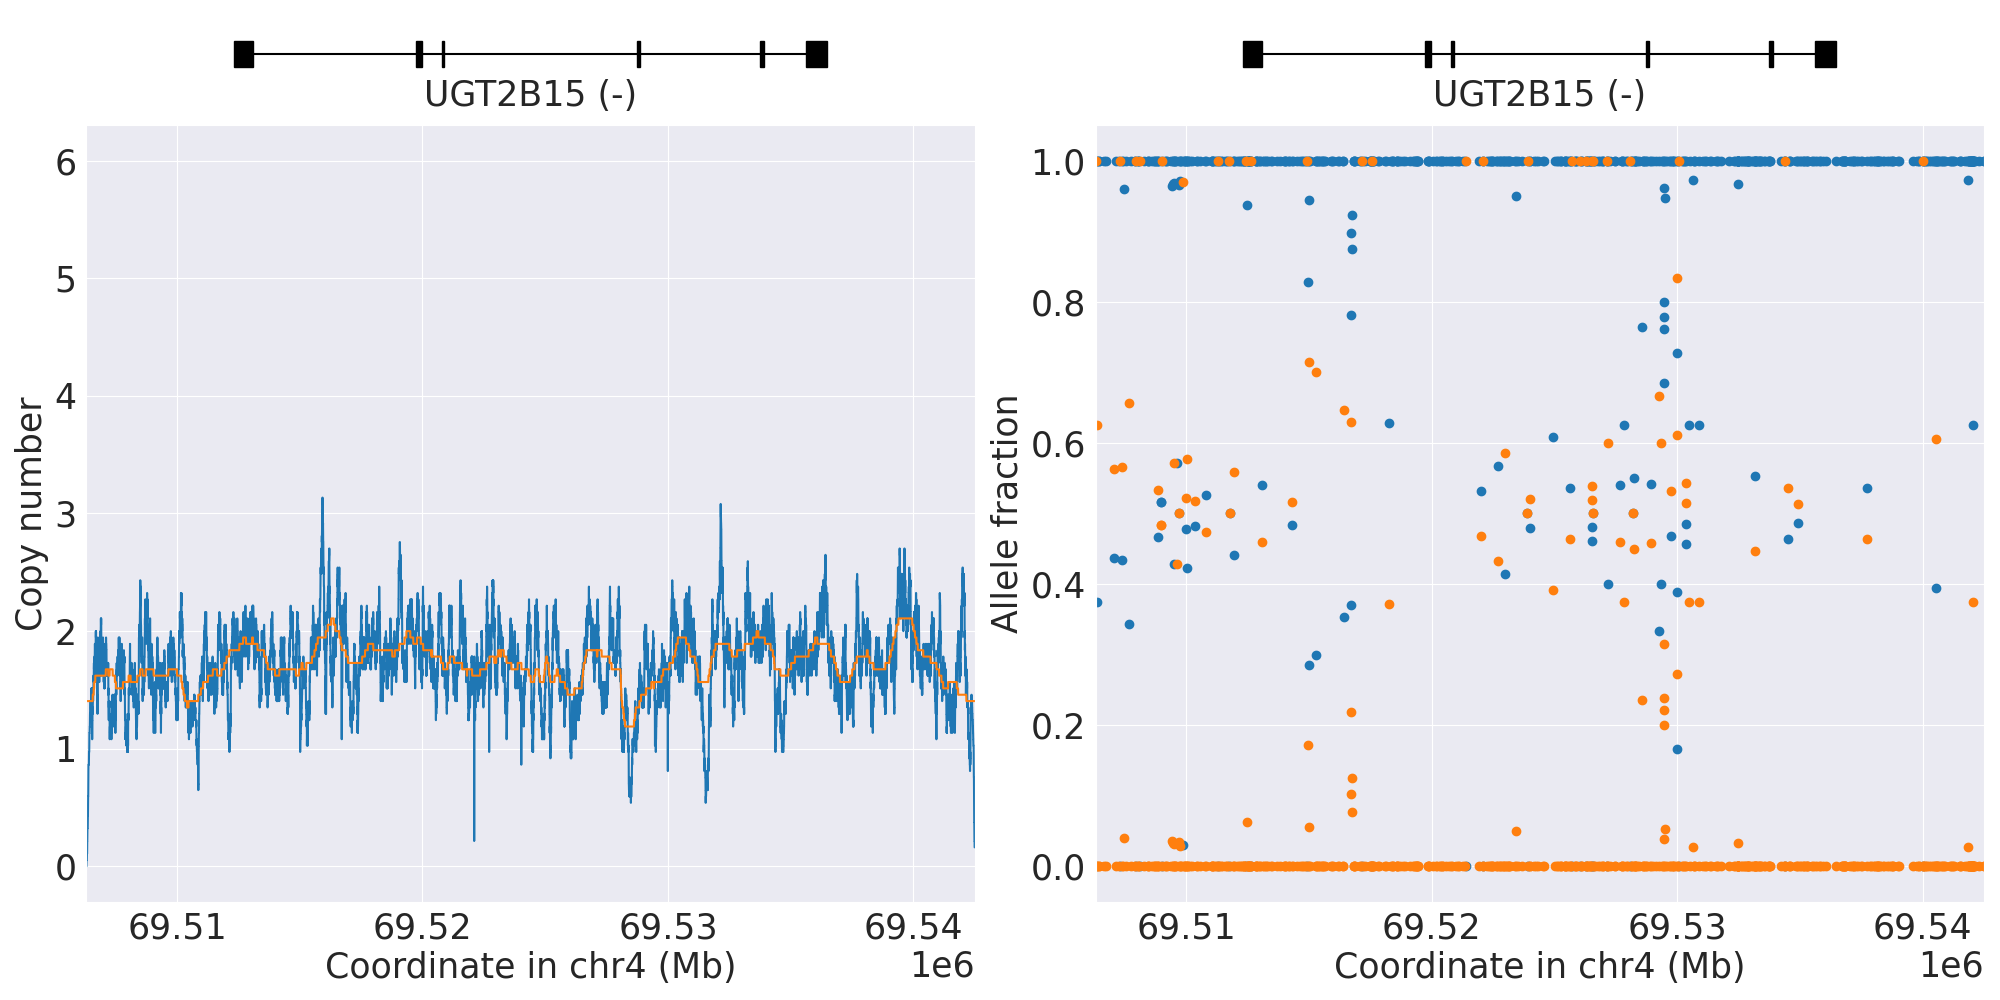 UGT2B15 (-)
UGT2B15 (-)
Copy number
6
5
4
3
2
1
0
69.51 69.52 69.53 69.54
Coordinate in chr4 (Mb)
1e6
Allele fraction
1.0
0.8
0.6
0.4
0.2
0.0
69.51 69.52 69.53 69.54
Coordinate in chr4 (Mb)
1e6